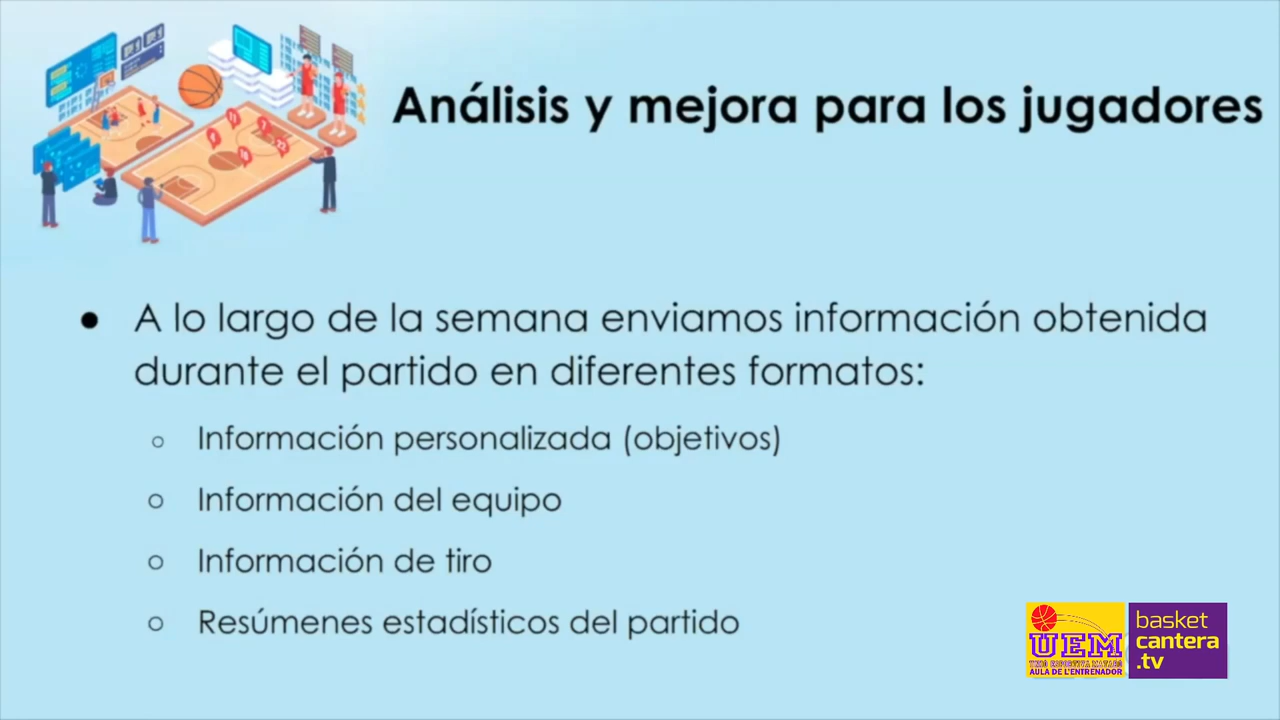 Análisis y mejora para los jugadores
● A lo largo de la semana enviamos información obtenida
durante el partido en diferentes formatos:
○ Información personalizada (objetivos)
○ Información del equipo
○ Información de tiro
○ Resúmenes estadísticos del partido
UEM
AULA DE L'ENTRENADOR
basket
cantera
.tv